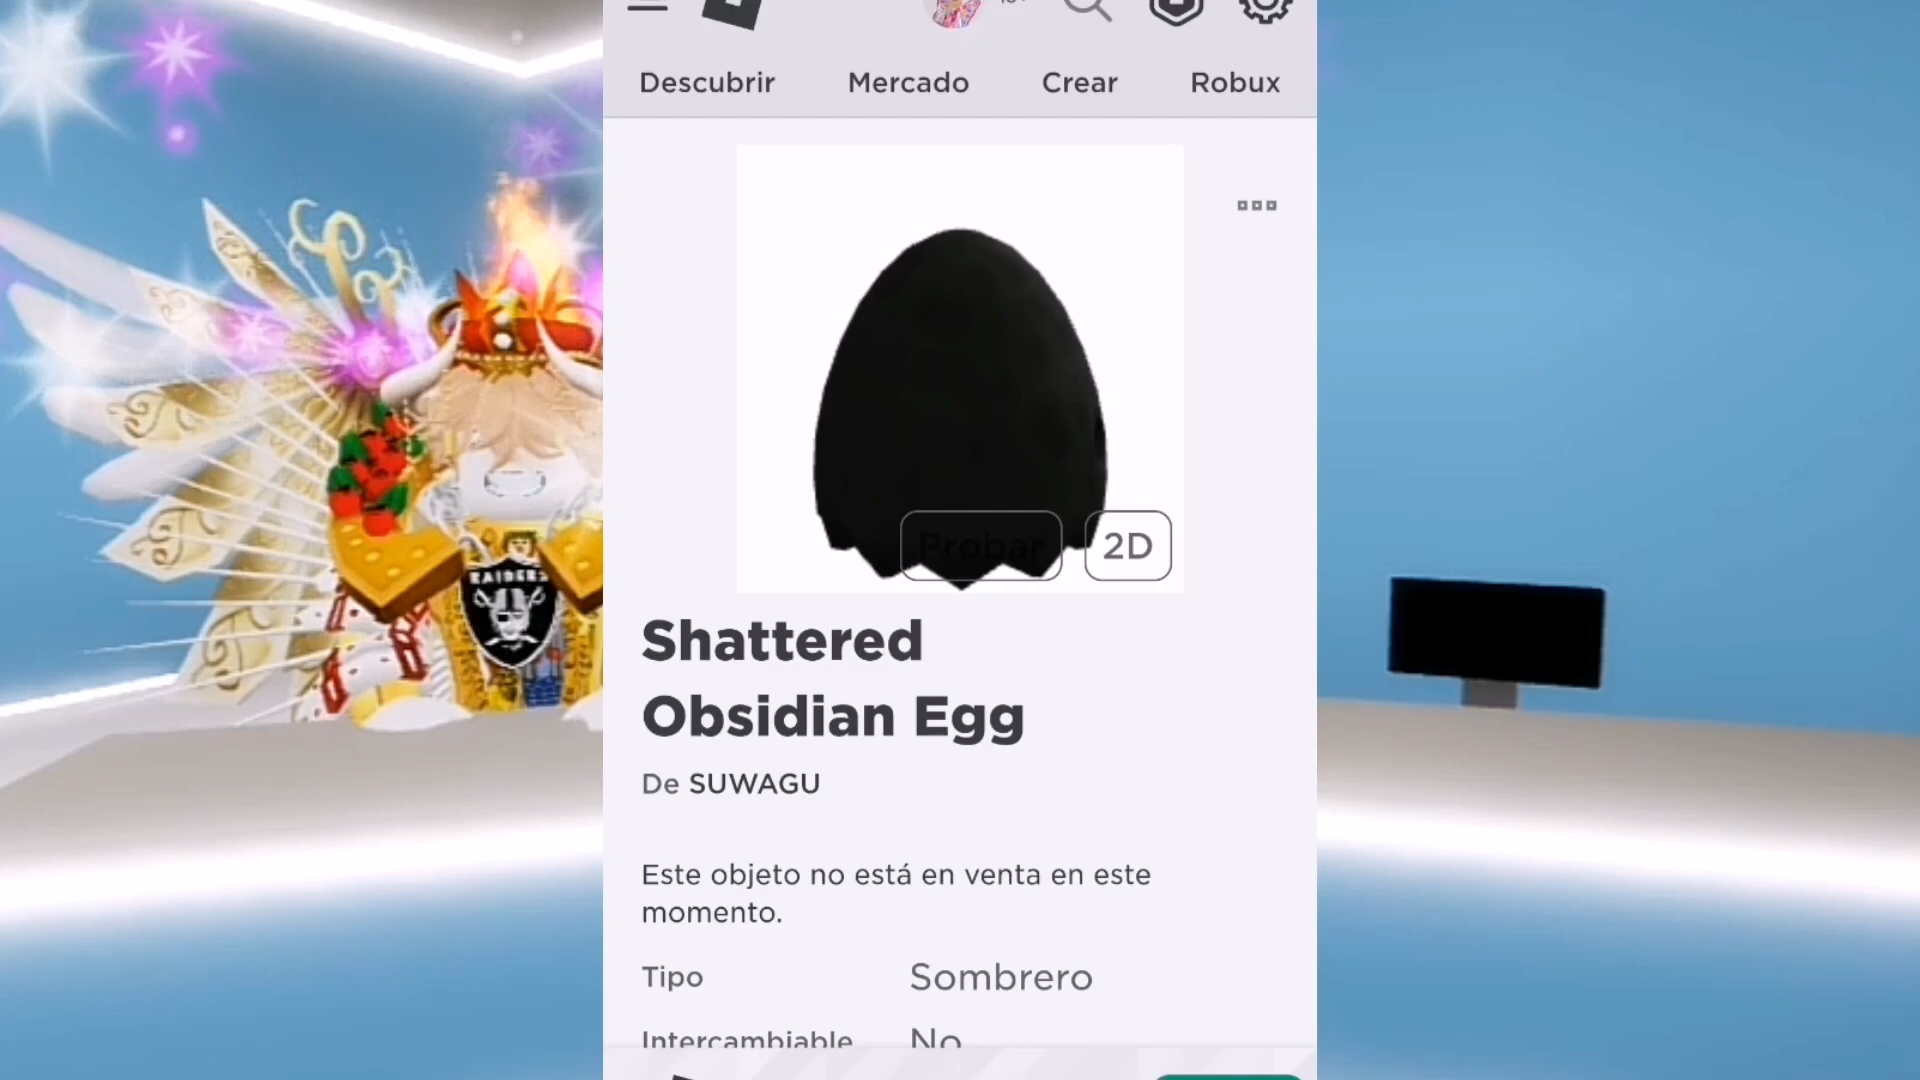 Descubrir Mercado Crear Robux
Probar 2D
Shattered
Obsidian Egg
De SUWAGU
Este objeto no está en venta en este
momento.
Tipo Sombrero
Intercambiable No
RAIDERS